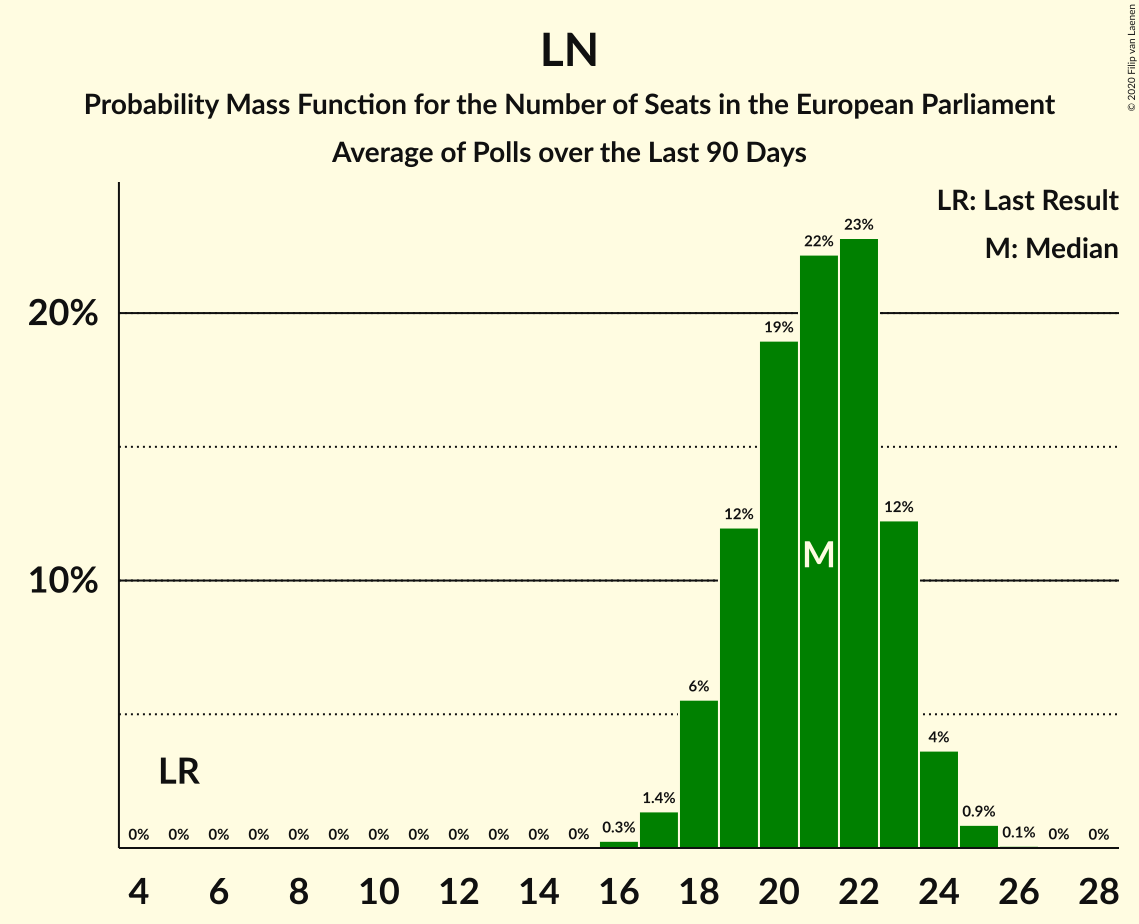 LN
Probability Mass Function for the Number of Seats in the European Parliament
Average of Polls over the Last 90 Days
© 2020 Filip van Laenen
LR: Last Result
M: Median
23%
22%
20%
19%
12%
12%
M
10%
6%
4%
LR
1.4%
0.9%
0% 0% 0% 0% 0% 0% 0% 0% 0% 0% 0% 0% 0.3% 0.1% 0% 0%
4 6 8 10 12 14 16 18 20 22 24 26 28